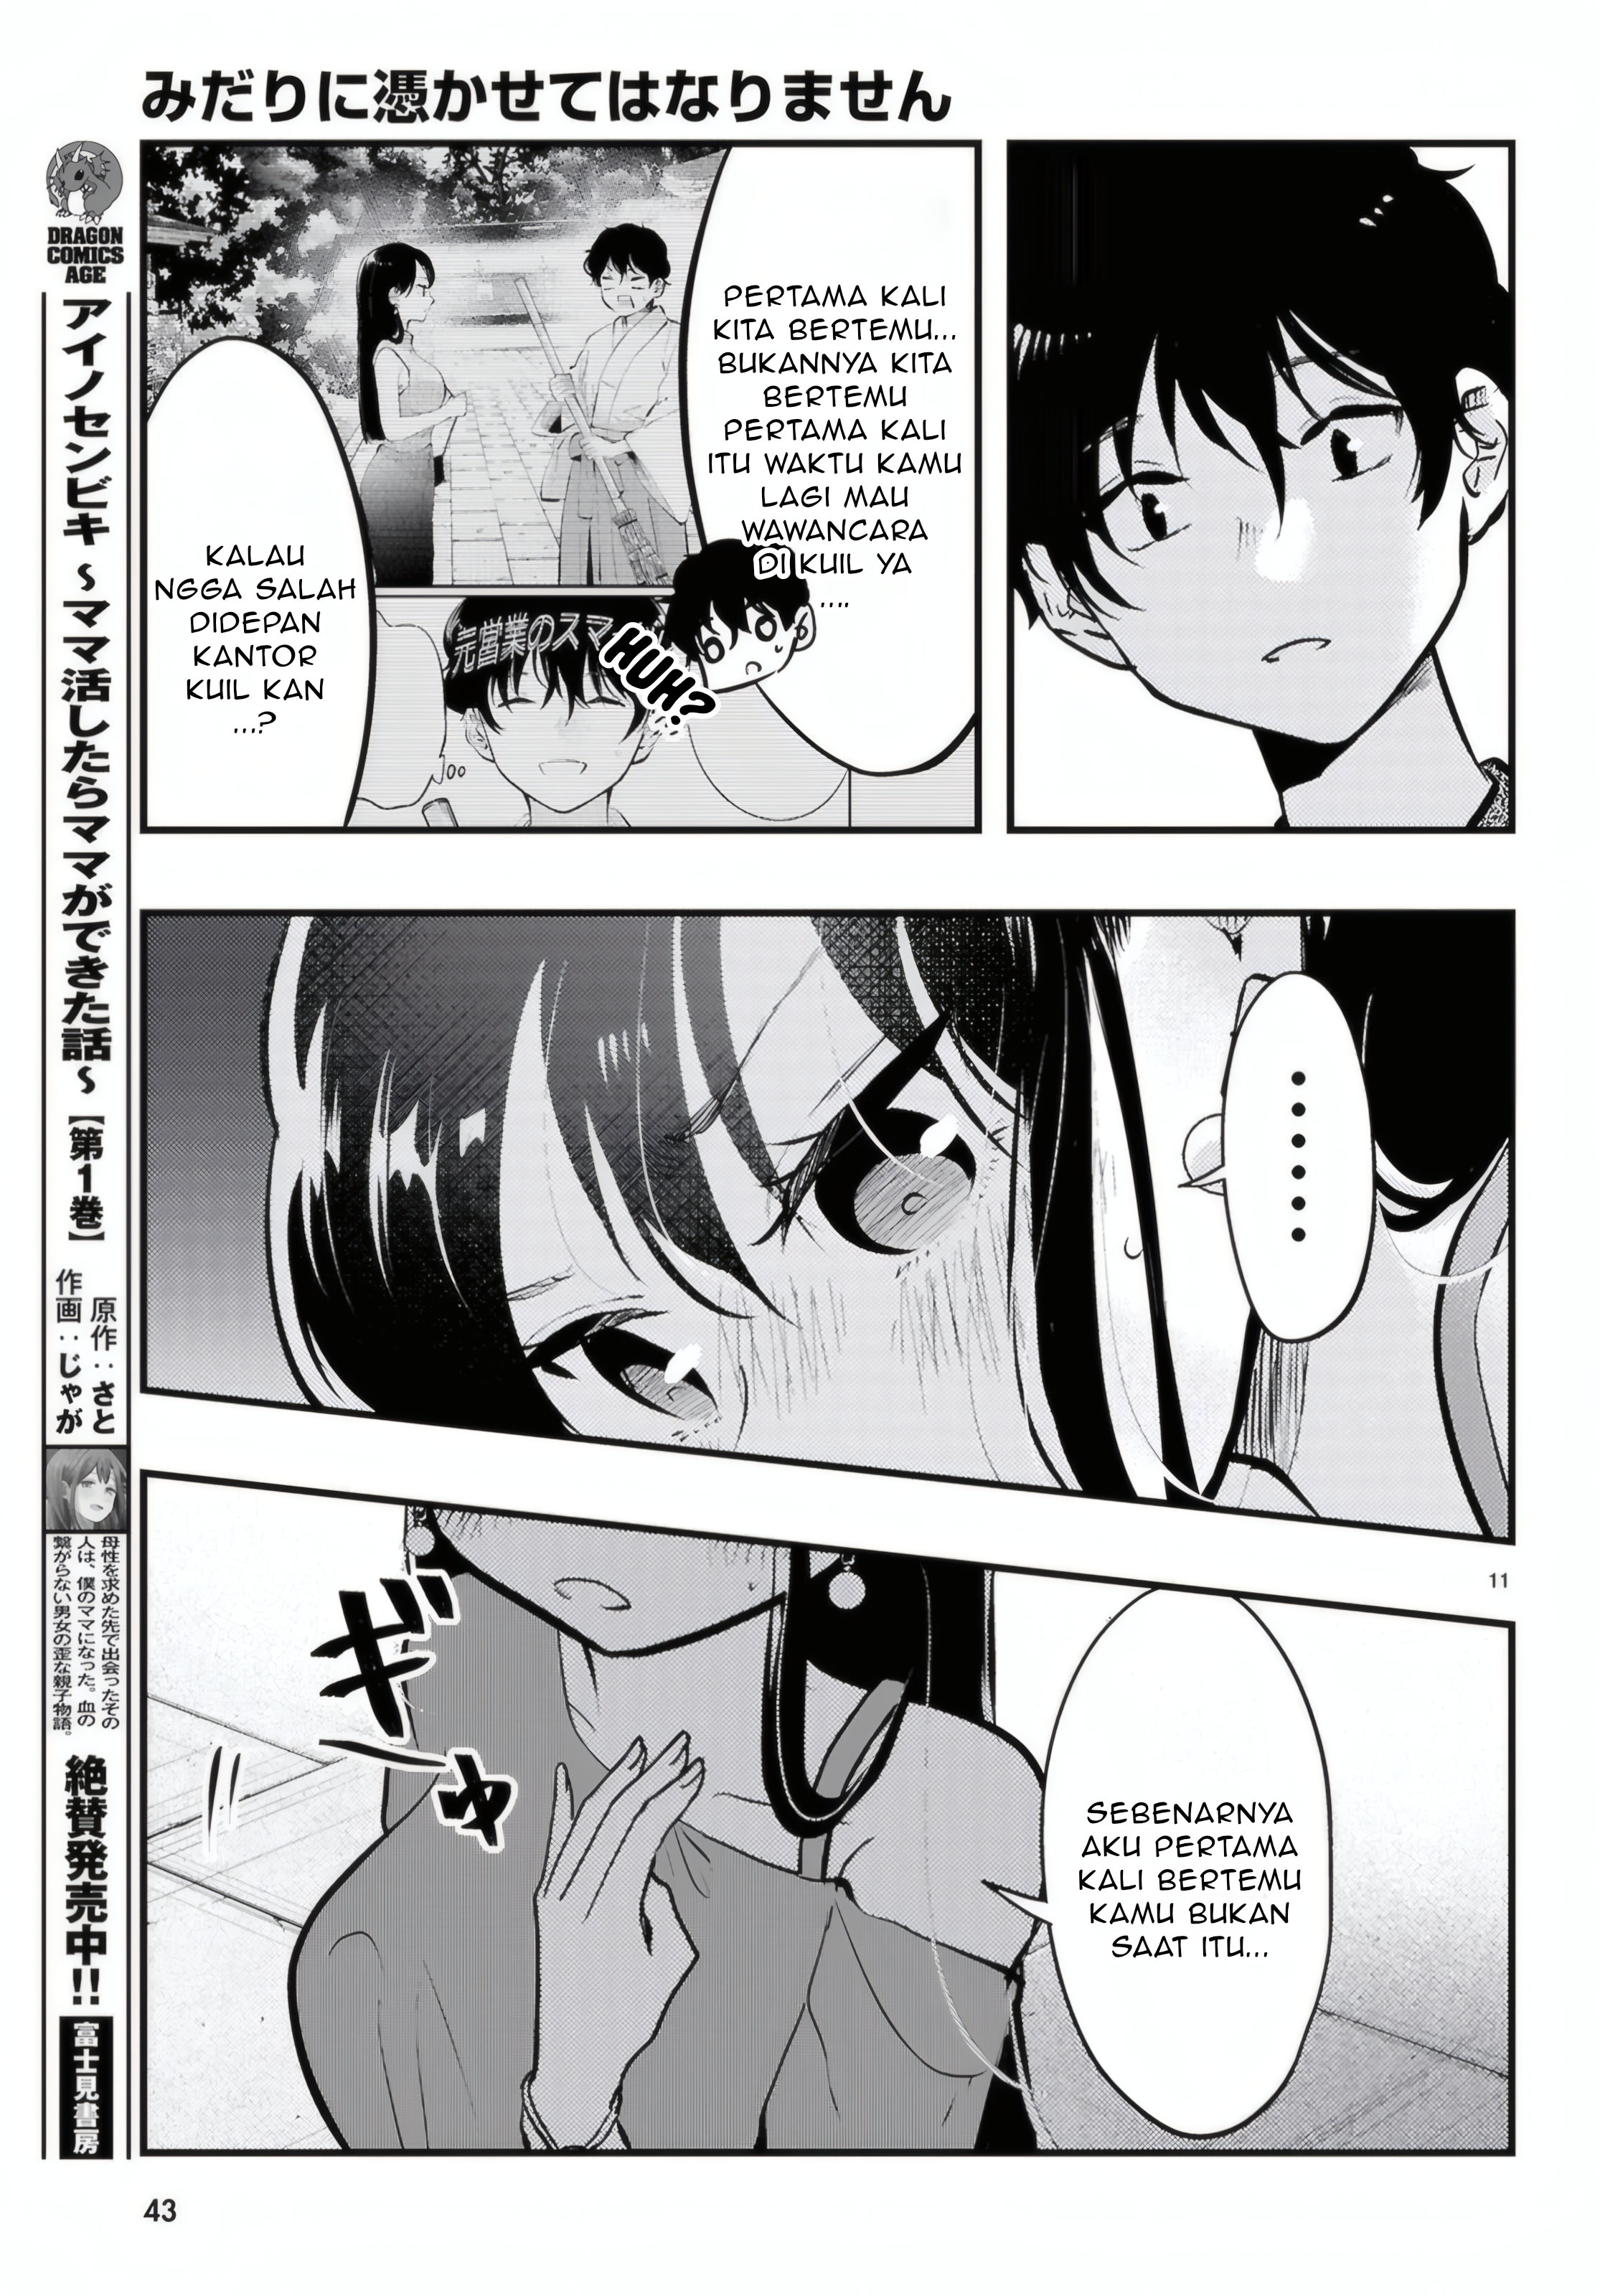 みだりに憑かせてはなりません
PERTAMA KALI
KITA BERTEMU...
BUKANNYA KITA
BERTEMU
PERTAMA KALI
ITU WAKTU KAMU
LAGI MAU
WAWANCARA
DI KUIL YA
....
HUH?
元営業のスマ
KALAU
NGGA SALAH
DIDEPAN
KANTOR
KUIL KAN
...?
......
11
SEBENARNYA
AKU PERTAMA
KALI BERTEMU
KAMU BUKAN
SAAT ITU...
ギゅ
DRAGON
COMICS
AGE
アイノセンビキ ～ママ活したらママができた話～ 【第1巻】
原作：さと
作画：じゃが
母性を求めた先で出会ったその
人は、僕のママになった。血の
繋がらない男女の歪な親子物語。
絶賛発売中!!
富士見書房
43